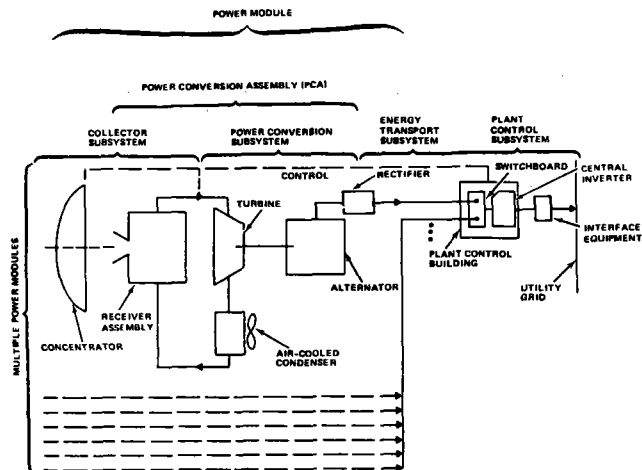 POWER MODULE
POWER CONVERSION ASSEMBLY (PCA)
COLLECTOR
SUBSYSTEM
POWER CONVERSION
SUBSYSTEM
ENERGY
TRANSPORT
SUBSYSTEM
PLANT
CONTROL
SUBSYSTEM
CONTROL
RECTIFIER
SWITCHBOARD
CENTRAL
INVERTER
TURBINE
INTERFACE
EQUIPMENT
PLANT CONTROL
BUILDING
ALTERNATOR
UTILITY
GRID
RECEIVER
ASSEMBLY
CONCENTRATOR
AIR-COOLED
CONDENSER
MULTIPLE POWER MODULES